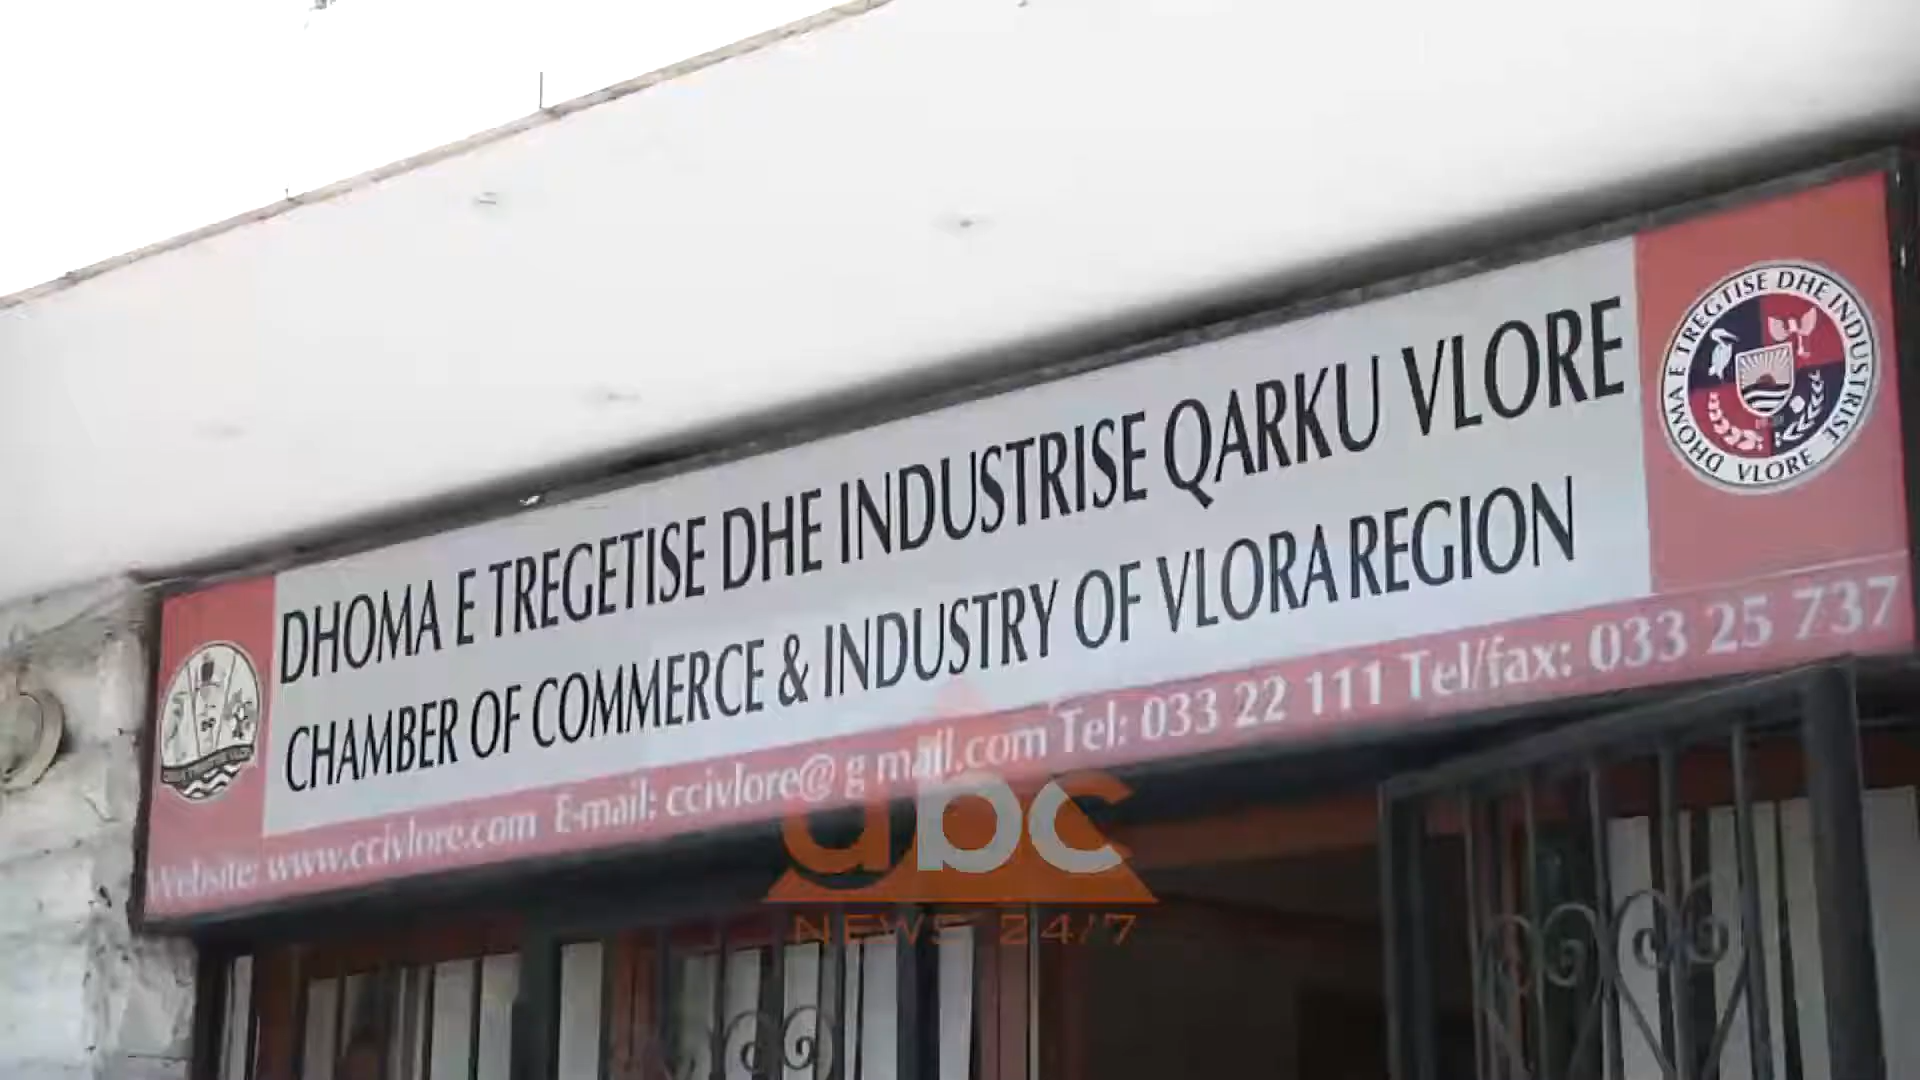 DHOMA E TREGETISE DHE INDUSTRISE QARKU VLORE
CHAMBER OF COMMERCE & INDUSTRY OF VLORA REGION
Website: www.ccivlore.com E-mail: ccivlore@ g mail.com Tel: 033 22 111 Tel/fax: 033 25 737
DHOMA E TREGTISE DHE INDUSTRISE
VLORE
abc
NEWS 24/7